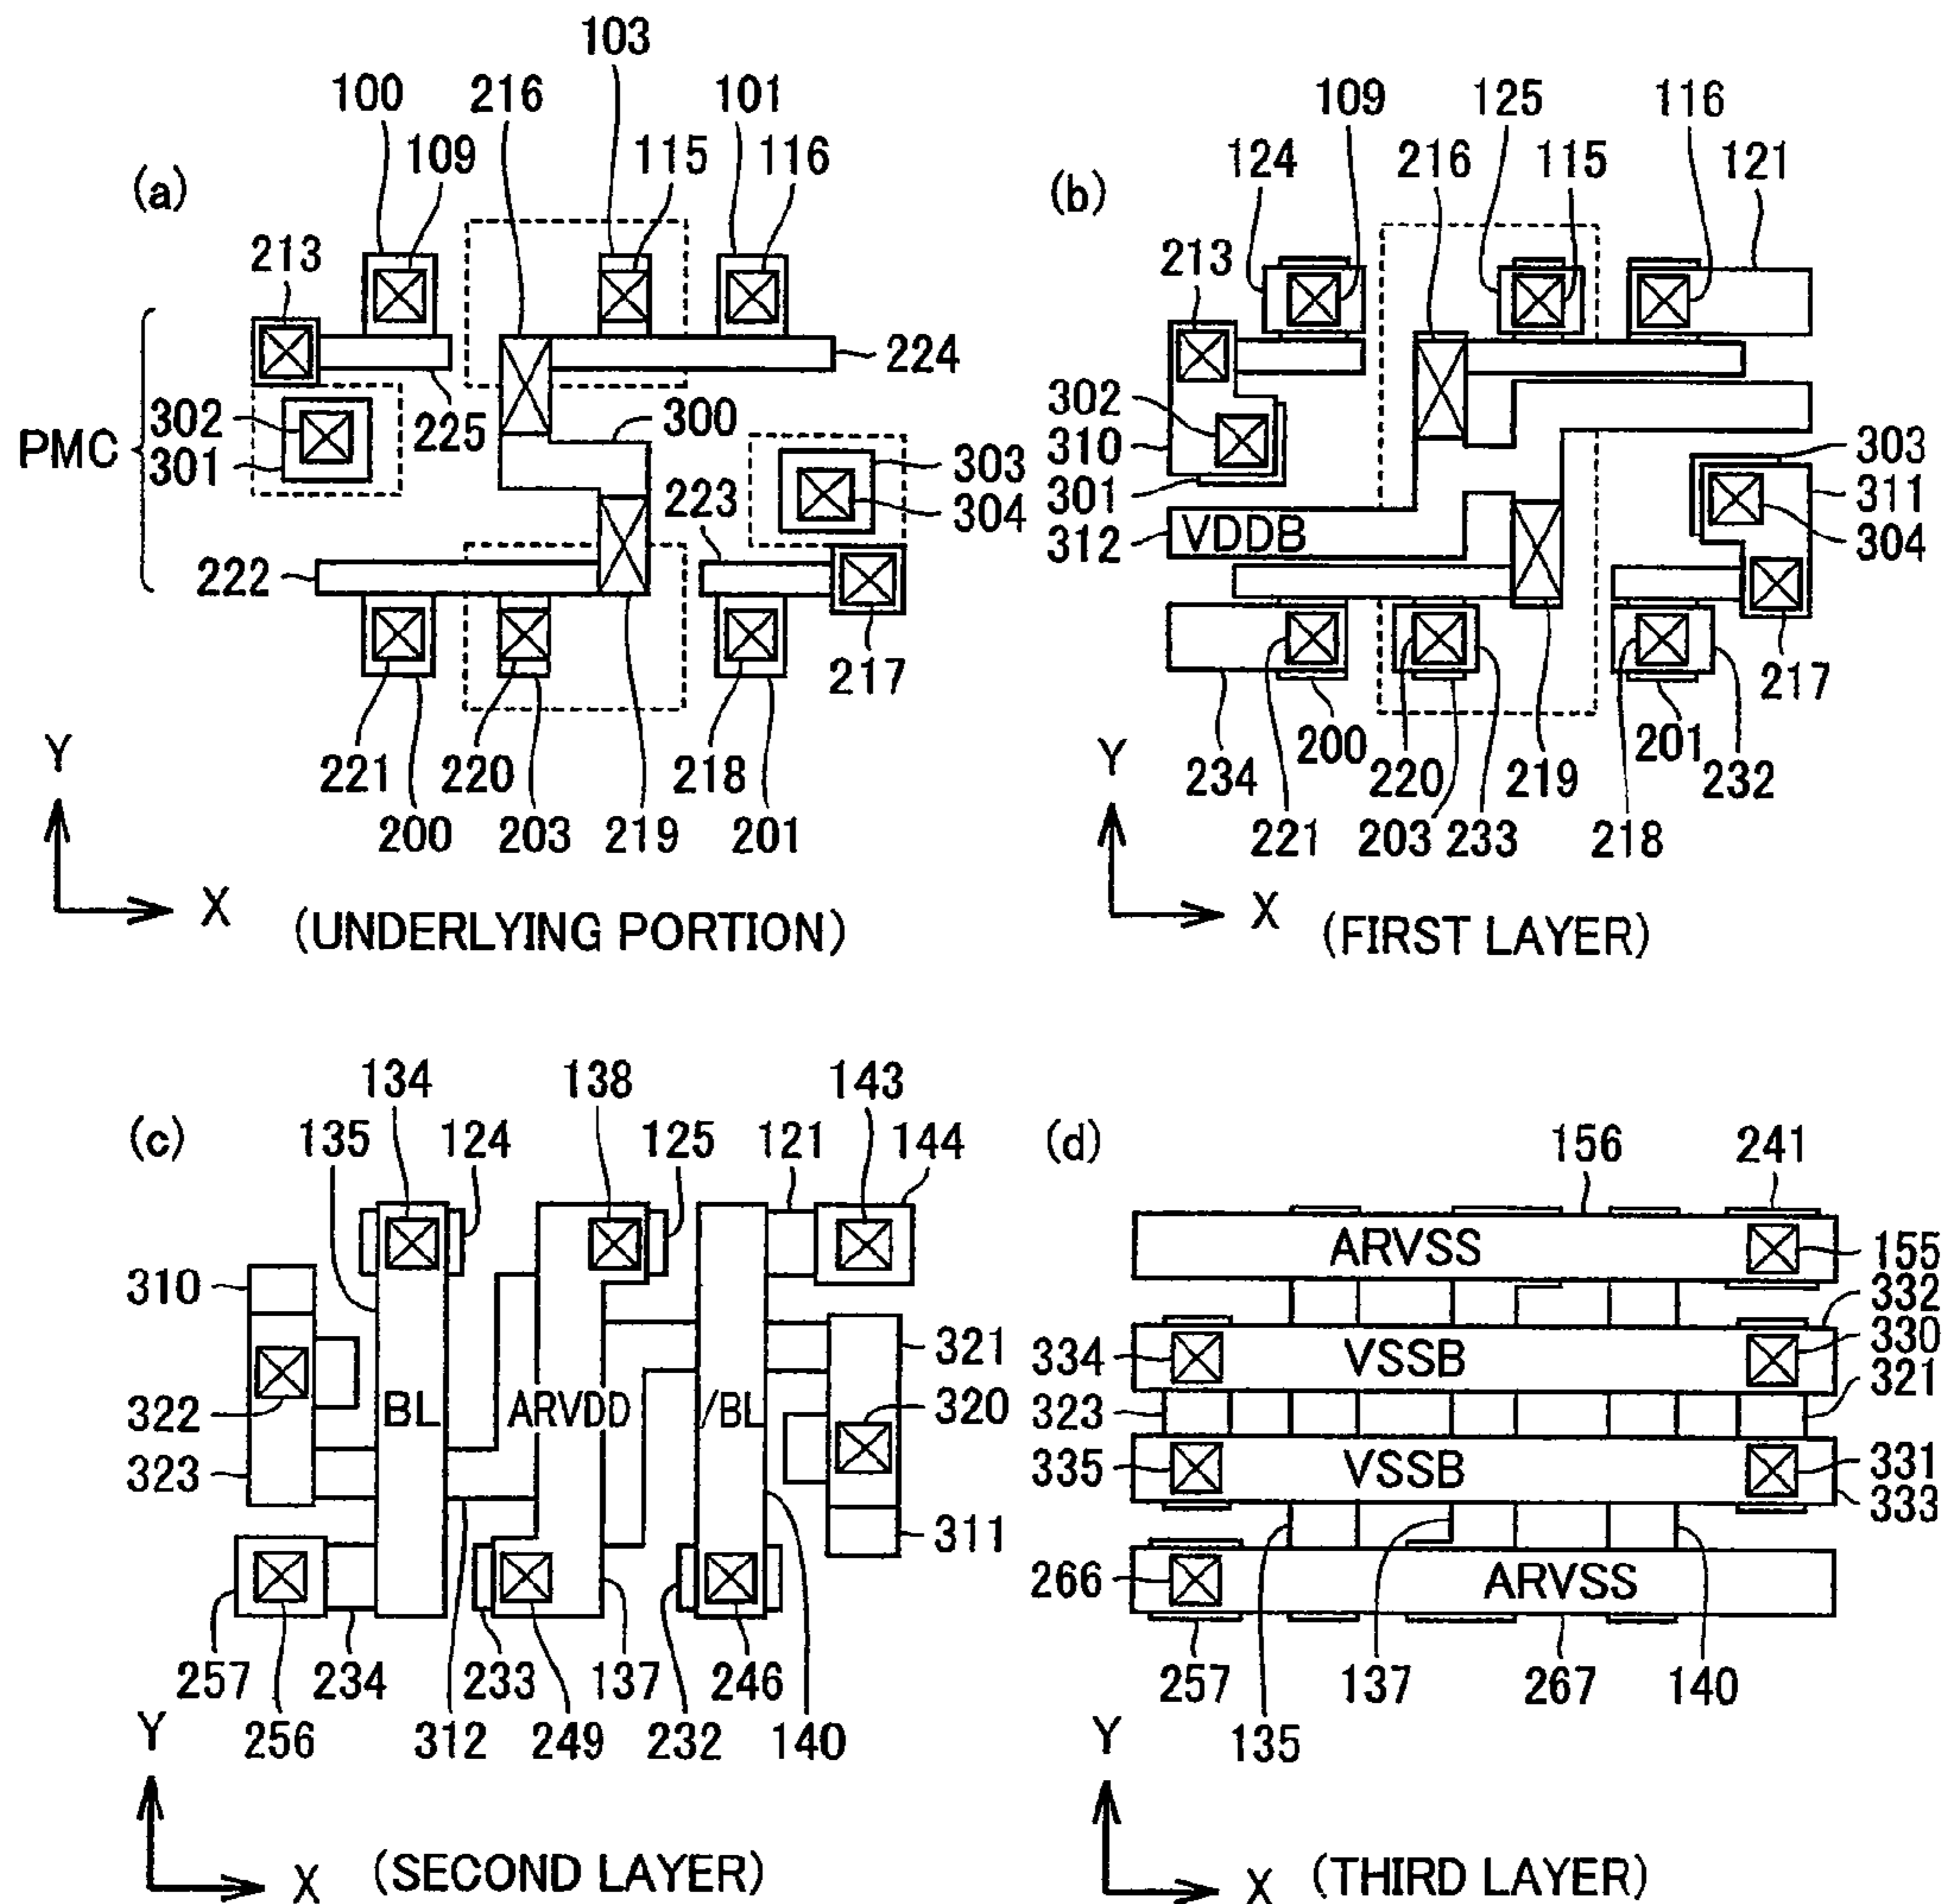 (a)
103
100 216 101
109 115 116
213
224
PMC
302
301
225
300
303
304
223
222
217
221 220 218
200 203 219 201
Y
X
(UNDERLYING PORTION)
(b)
109 125 116
124 216 115 121
213
302
310
301
312
VDDB
303
311
304
217
234 200 220 219 201 232
221 203 233 218
Y
X
(FIRST LAYER)
(c)
134 138 143
135 124 125 121 144
310
322
323
BL
ARVDD
/BL
321
320
311
257 234 233 137 246
256 312 249 232 140
Y
X
(SECOND LAYER)
(d)
156 241
ARVSS
155
332
334
VSSB
330
321
323
335
VSSB
331
333
266
ARVSS
257 137 267 140
135
Y
X
(THIRD LAYER)